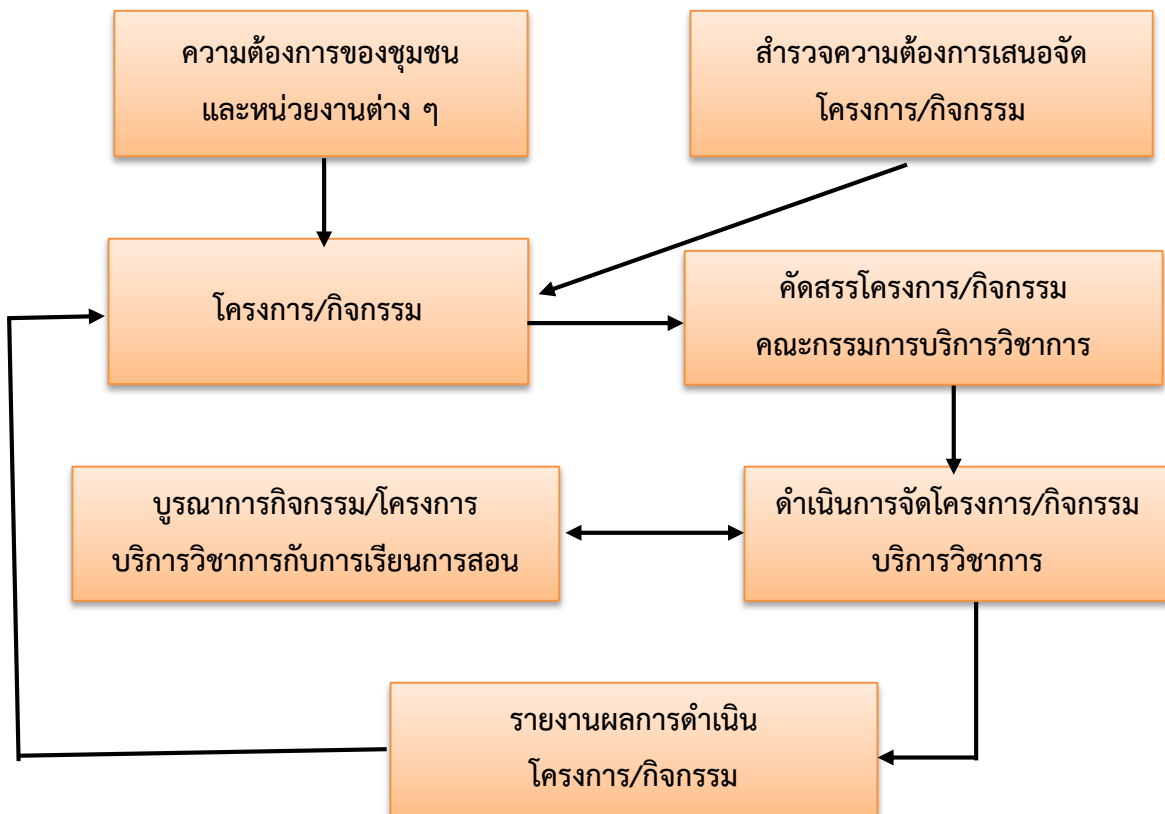 ความต้องการของชุมชน
และหน่วยงานต่าง ๆ
สำรวจความต้องการเสนอจัด
โครงการ/กิจกรรม
โครงการ/กิจกรรม
คัดสรรโครงการ/กิจกรรม
คณะกรรมการบริการวิชาการ
บูรณาการกิจกรรม/โครงการ
บริการวิชาการกับการเรียนการสอน
ดำเนินการจัดโครงการ/กิจกรรม
บริการวิชาการ
รายงานผลการดำเนิน
โครงการ/กิจกรรม